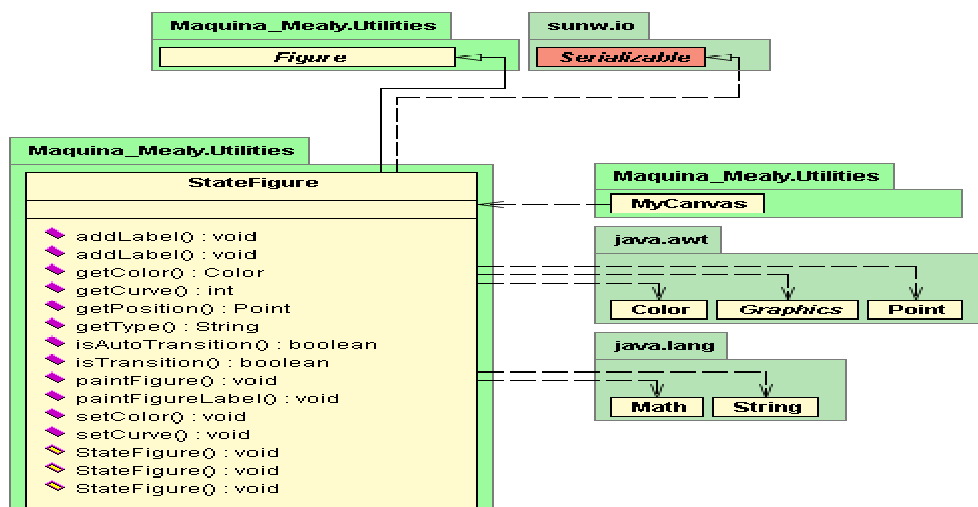 Maquina_Mealy.Utilities
Figure
sunw.io
Serializable
Maquina_Mealy.Utilities
StateFigure
addLabel() : void
addLabel() : void
getColor() : Color
getCurve() : int
getPosition() : Point
getType() : String
isAutoTransition() : boolean
isTransition() : boolean
paintFigure() : void
paintFigureLabel() : void
setColor() : void
setCurve() : void
StateFigure() : void
StateFigure() : void
StateFigure() : void
Maquina_Mealy.Utilities
MyCanvas
java.awt
Color
Graphics
Point
java.lang
Math
String